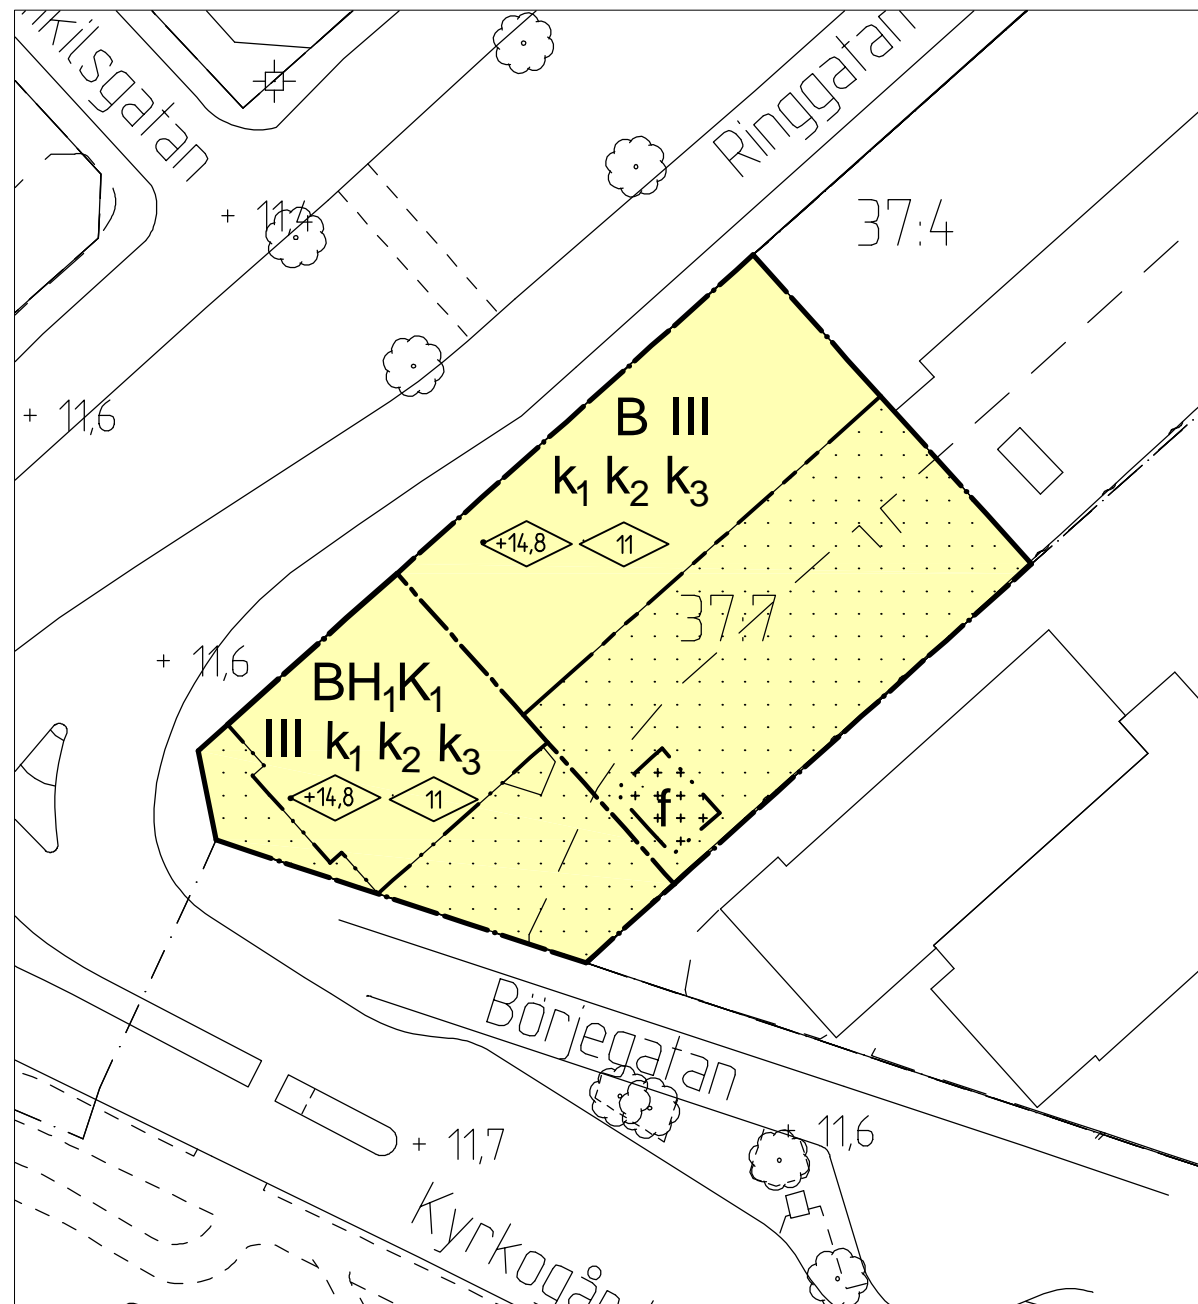 kilsgatan
Ringgatan
37:4
+ 11,4
+ 11,6
B III
k₁ k₂ k₃
+14,8 11
37:7
+ 11,6
BH₁K₁
III k₁ k₂ k₃
+14,8 11
f
Börjegatan
+ 11,7
+ 11,6
Kyrkogår